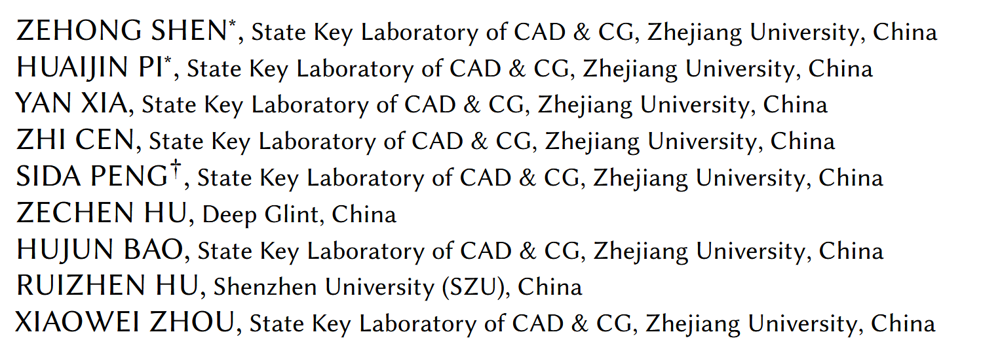 ZEHONG SHEN*, State Key Laboratory of CAD & CG, Zhejiang University, China
HUAIJIN PI*, State Key Laboratory of CAD & CG, Zhejiang University, China
YAN XIA, State Key Laboratory of CAD & CG, Zhejiang University, China
ZHI CEN, State Key Laboratory of CAD & CG, Zhejiang University, China
SIDA PENG†, State Key Laboratory of CAD & CG, Zhejiang University, China
ZECHEN HU, Deep Glint, China
HUJUN BAO, State Key Laboratory of CAD & CG, Zhejiang University, China
RUIZHEN HU, Shenzhen University (SZU), China
XIAOWEI ZHOU, State Key Laboratory of CAD & CG, Zhejiang University, China